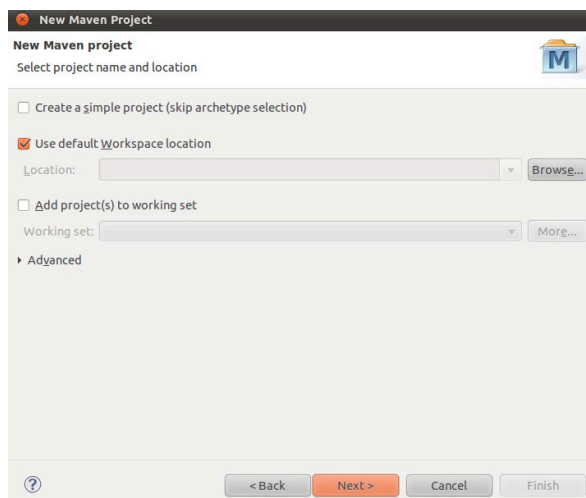 New Maven Project
New Maven project
Select project name and location
M
Create a simple project (skip archetype selection)
Use default Workspace location
Location:
Browse...
Add project(s) to working set
Working set:
More...
Advanced
?
< Back
Next >
Cancel
Finish